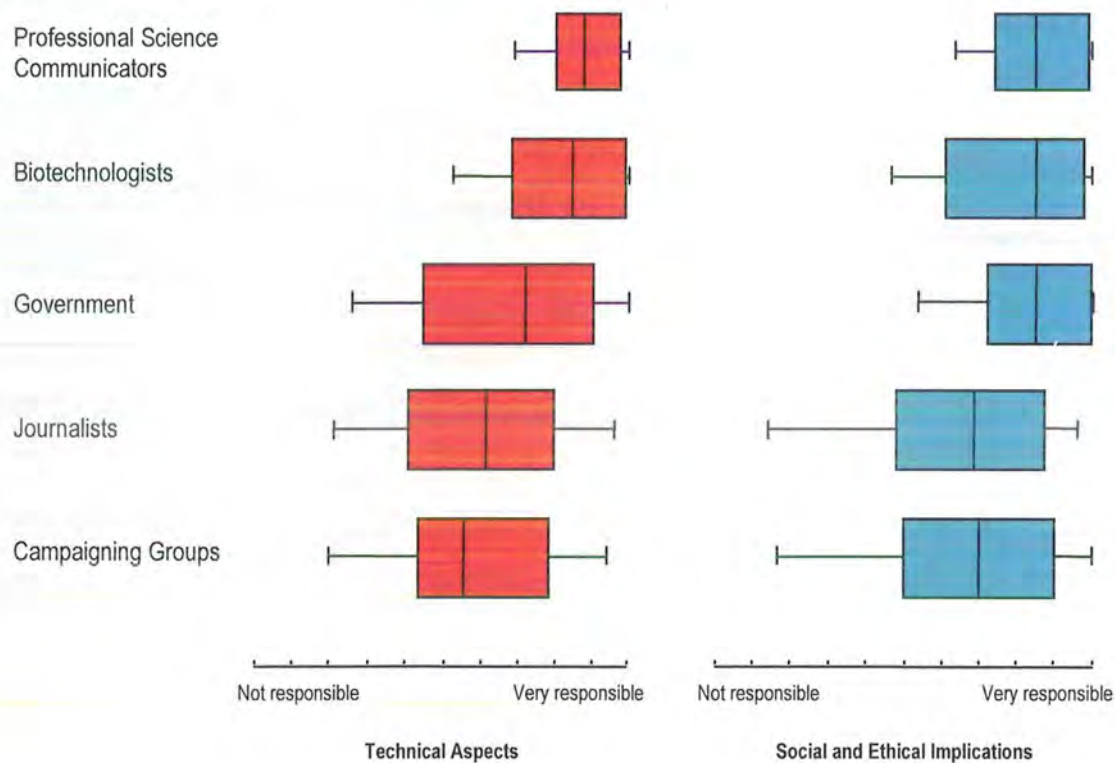 Professional Science
Communicators
Biotechnologists
Government
Journalists
Campaigning Groups
Not responsible
Very responsible
Not responsible
Very responsible
Technical Aspects
Social and Ethical Implications